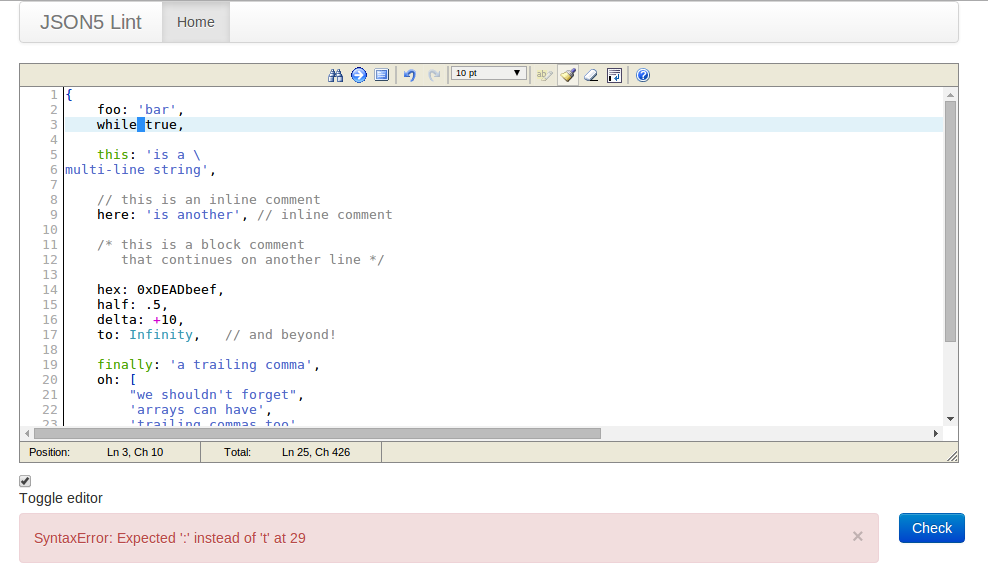 JSON5 Lint Home
10 pt
1 {
2 foo: 'bar',
3 while true,
4
5 this: 'is a \
6 multi-line string',
7
8 // this is an inline comment
9 here: 'is another', // inline comment
10
11 /* this is a block comment
12 that continues on another line */
13
14 hex: 0xDEADbeef,
15 half: .5,
16 delta: +10,
17 to: Infinity, // and beyond!
18
19 finally: 'a trailing comma',
20 oh: [
21 "we shouldn't forget",
22 'arrays can have',
23 'trailing commas too'
Position: Ln 3, Ch 10 Total: Ln 25, Ch 426
Toggle editor
SyntaxError: Expected ':' instead of 't' at 29 × Check